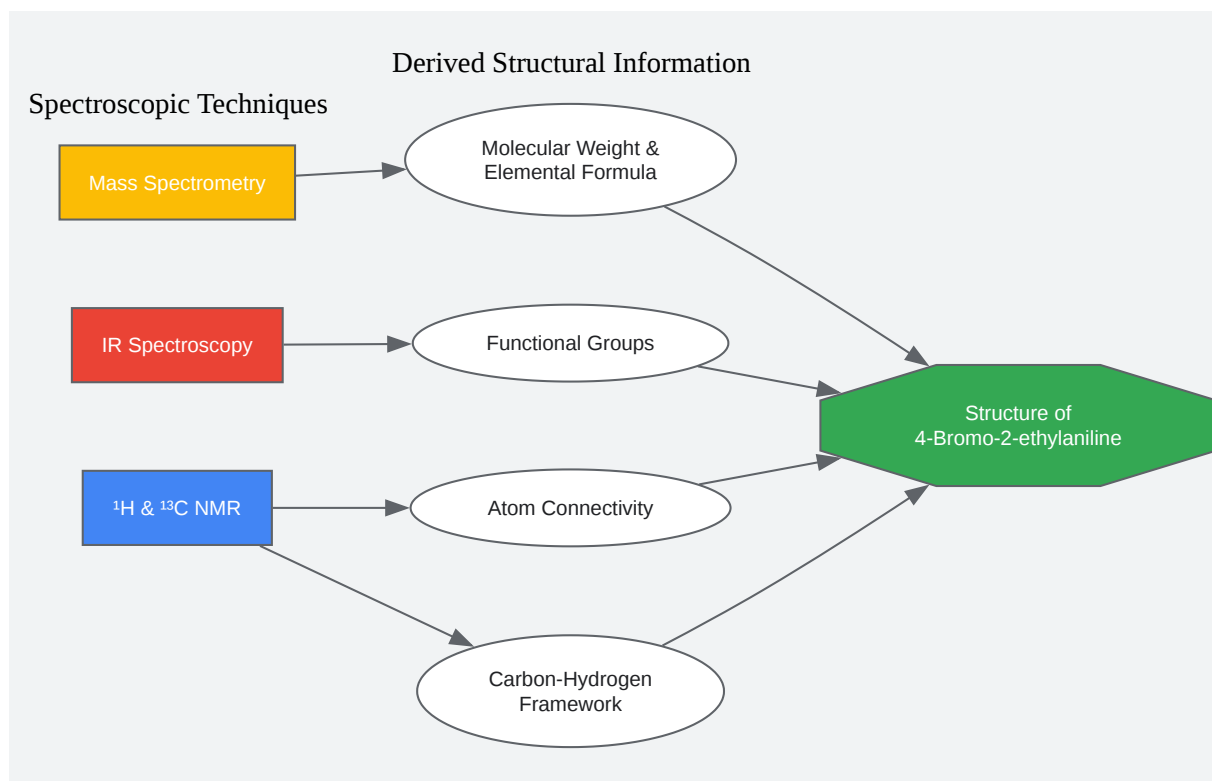 Derived Structural Information
Spectroscopic Techniques
Mass Spectrometry
Molecular Weight &
Elemental Formula
IR Spectroscopy
Functional Groups
Structure of
4-Bromo-2-ethylaniline
¹H & ¹³C NMR
Atom Connectivity
Carbon-Hydrogen
Framework